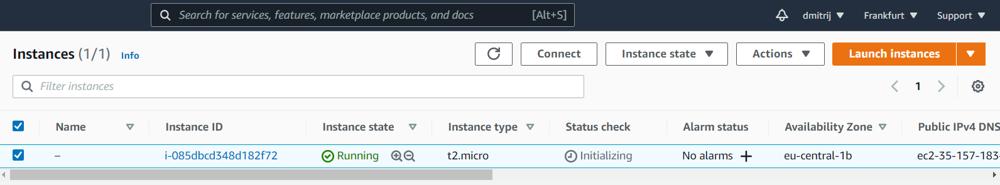 Search for services, features, marketplace products, and docs [Alt+S] dmitrij Frankfurt Support
Instances (1/1) Info Connect Instance state Actions Launch instances
Filter instances 1
Name Instance ID Instance state Instance type Status check Alarm status Availability Zone Public IPv4 DNS
– i-085dbcd348d182f72 Running t2.micro Initializing No alarms + eu-central-1b ec2-35-157-183-